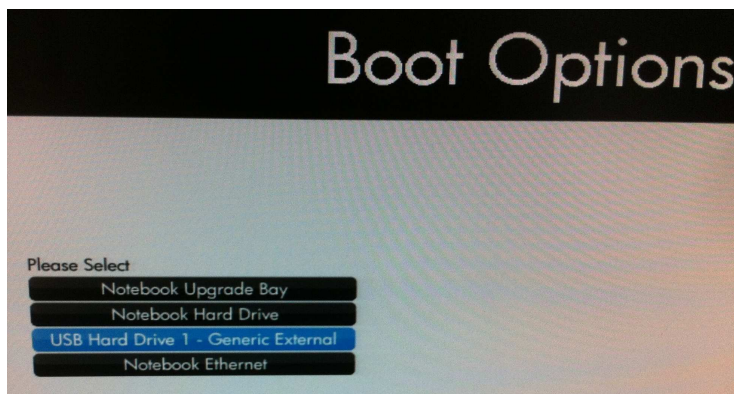 Boot Options
Please Select
Notebook Upgrade Bay
Notebook Hard Drive
USB Hard Drive 1 - Generic External
Notebook Ethernet